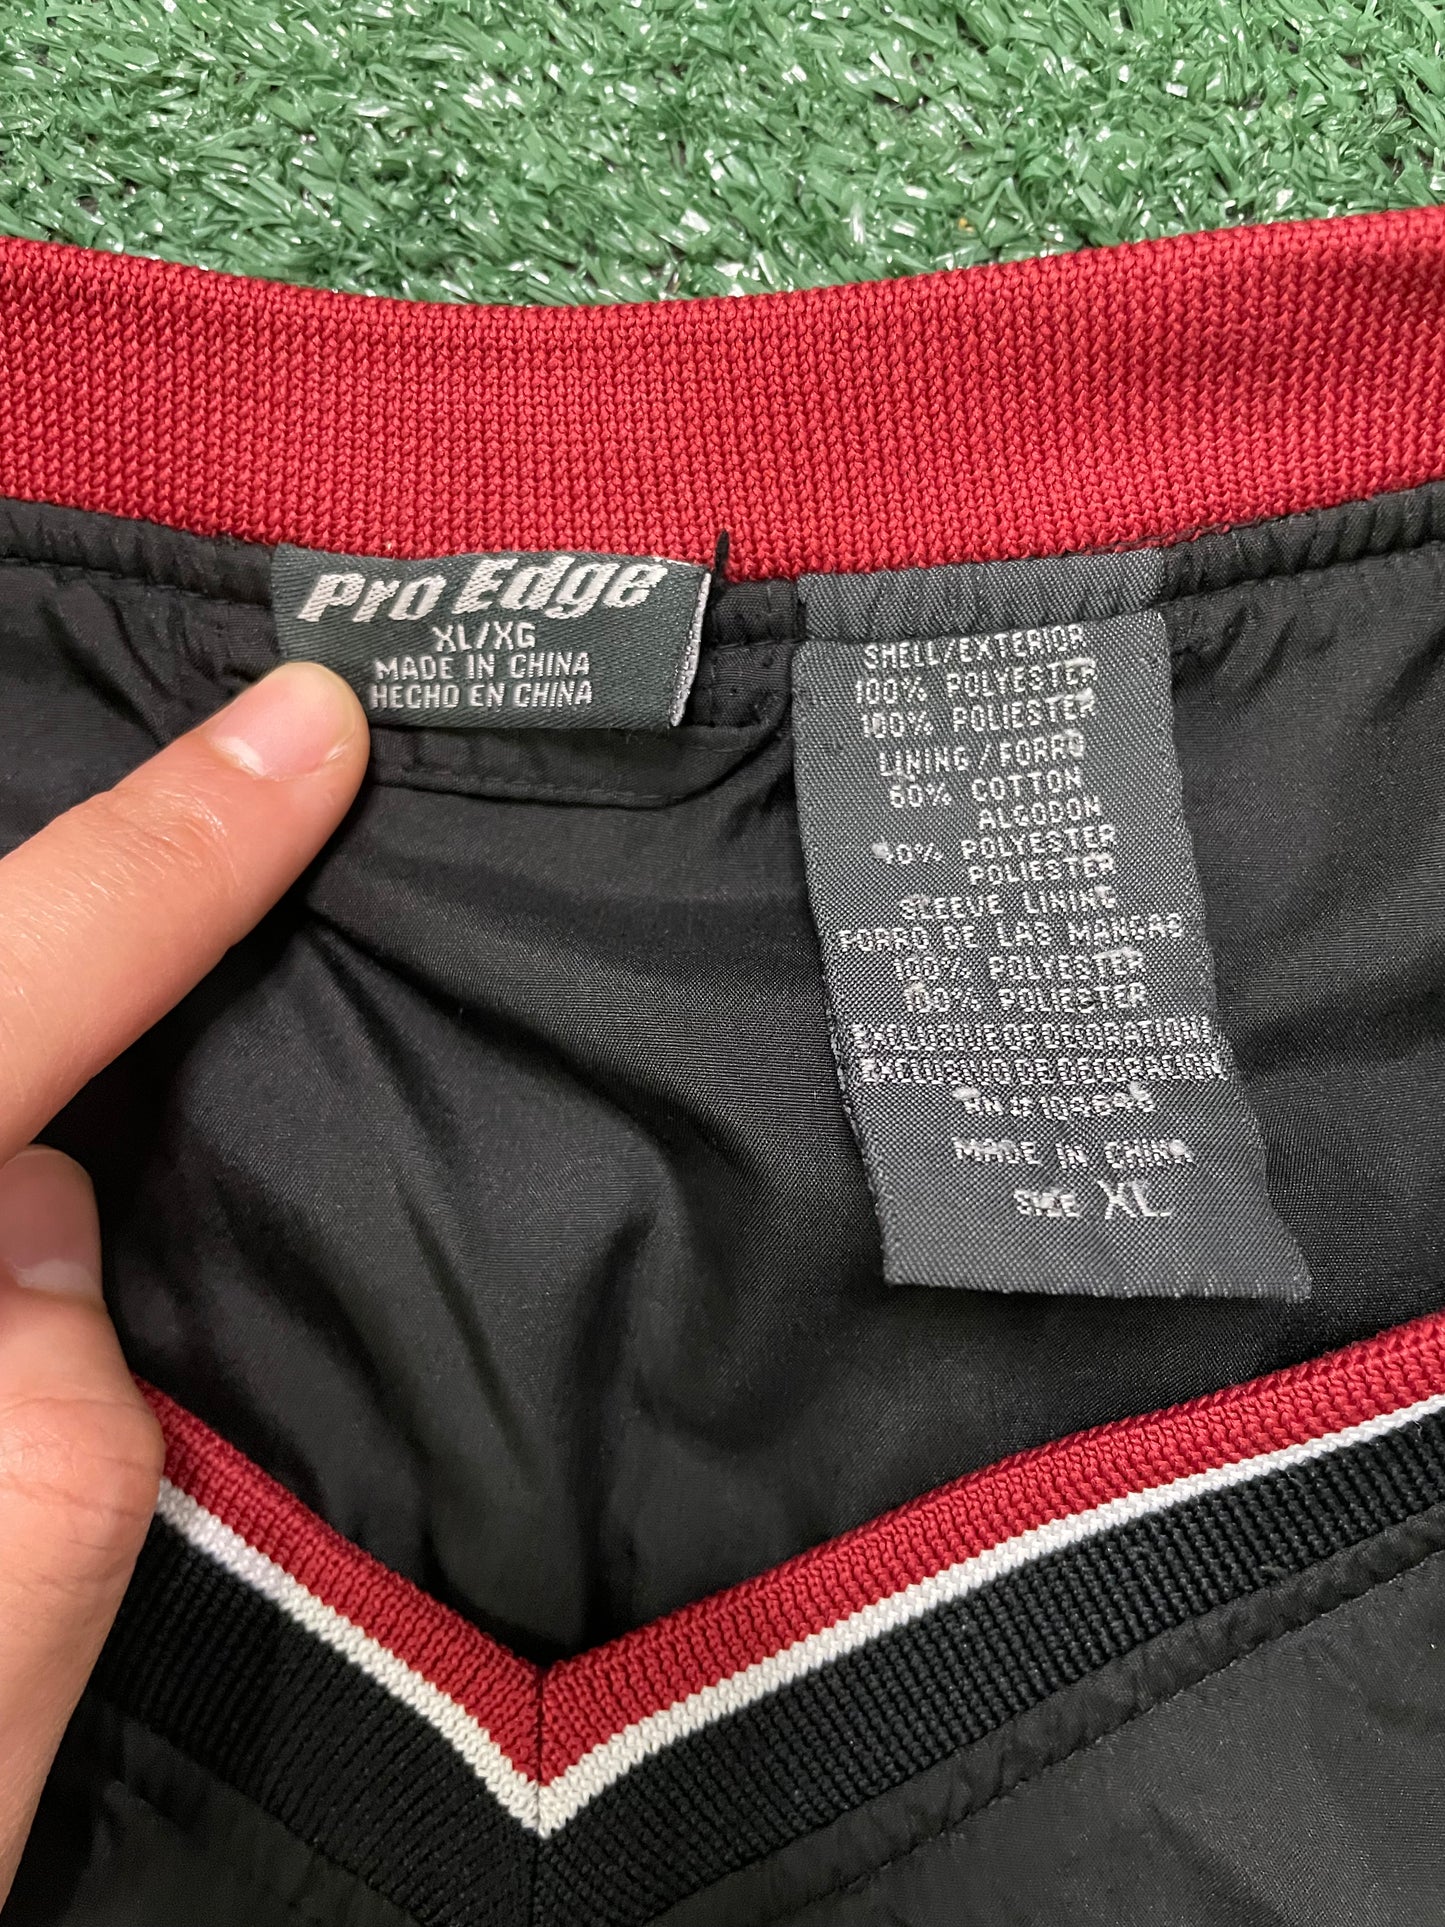 Pro Edge
XL/XG
MADE IN CHINA
HECHO EN CHINA
SHELL/EXTERIOR
100% POLYESTER
100% POLIESTER
LINING/FORRO
60% COTTON
ALGODON
40% POLYESTER
POLIESTER
SLEEVE LINING
FORRO DE LAS MANGAS
100% POLYESTER
100% POLIESTER
EXCLUSIVE OF DECORATION
EXCLUSIVO DE DECORACION
RN#
MADE IN CHINA
SIZE XL